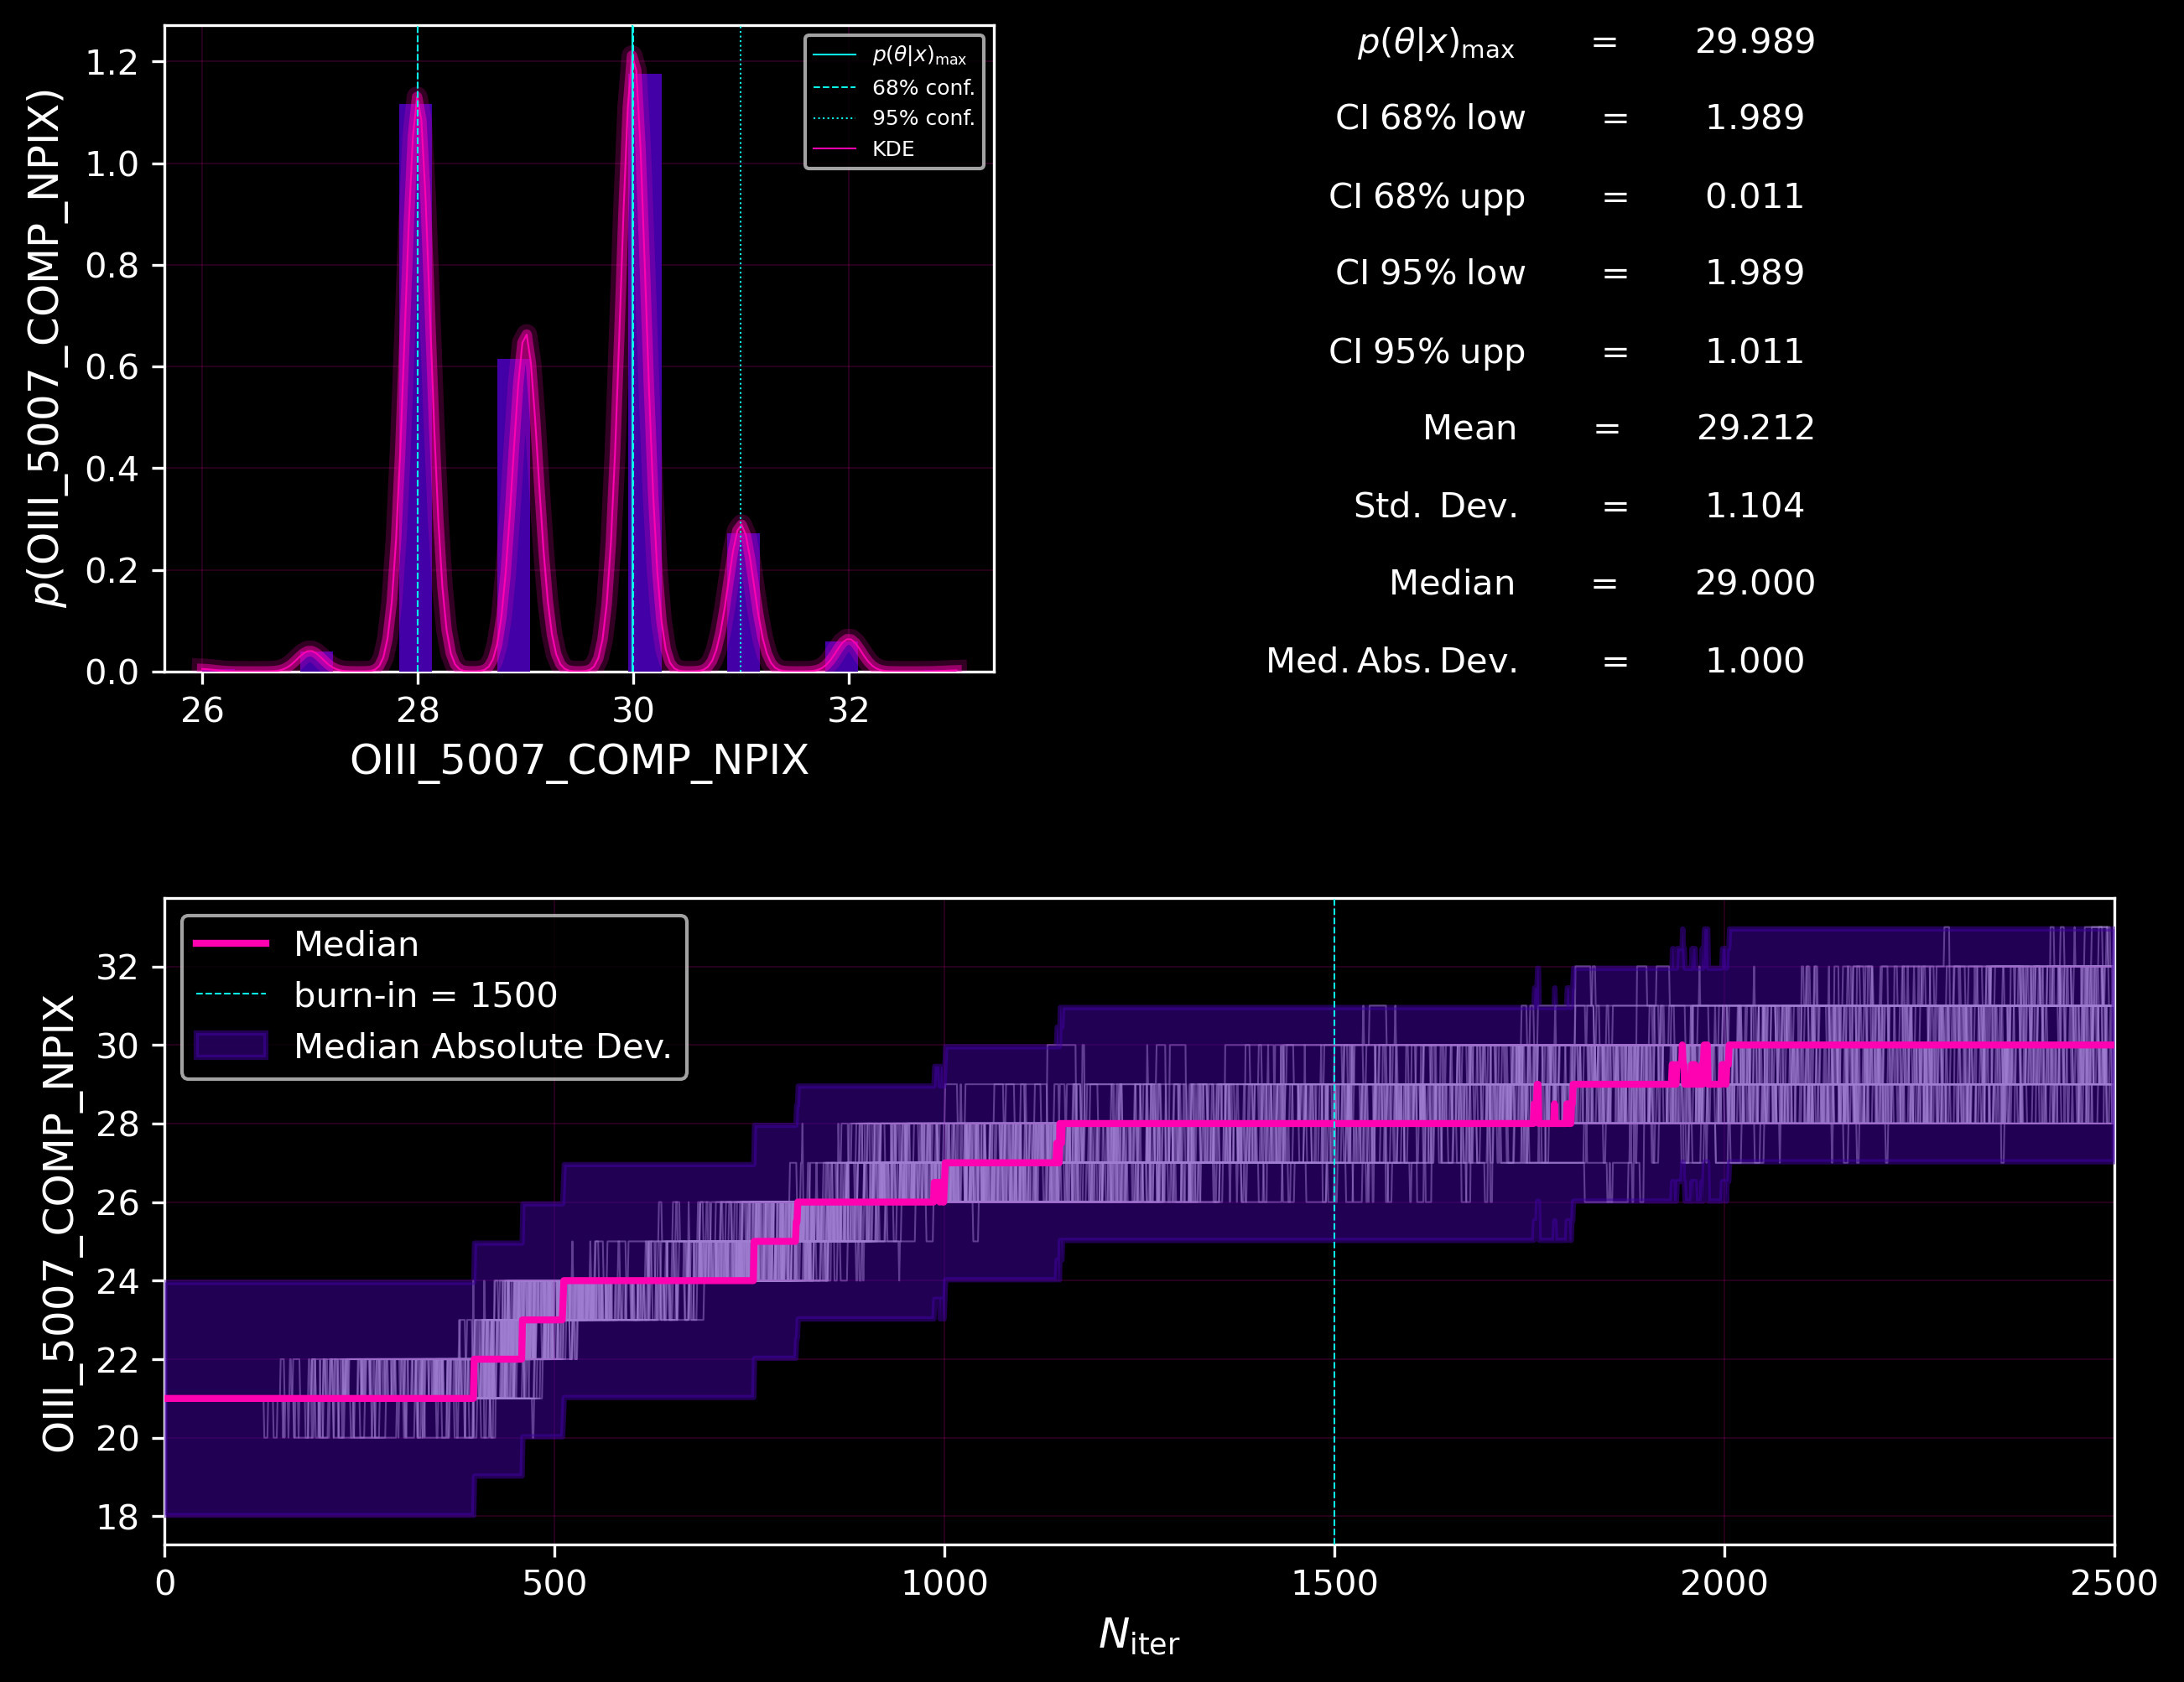 p(OIII_5007_COMP_NPIX)
1.2
1.0
0.8
0.6
0.4
0.2
0.0
26 28 30 32
OIII_5007_COMP_NPIX
p(θ|x)max
68% conf.
95% conf.
KDE
p(θ|x)max = 29.989
CI 68% low = 1.989
CI 68% upp = 0.011
CI 95% low = 1.989
CI 95% upp = 1.011
Mean = 29.212
Std. Dev. = 1.104
Median = 29.000
Med. Abs. Dev. = 1.000
OIII_5007_COMP_NPIX
32
30
28
26
24
22
20
18
Median
burn-in = 1500
Median Absolute Dev.
0 500 1000 1500 2000 2500
Niter